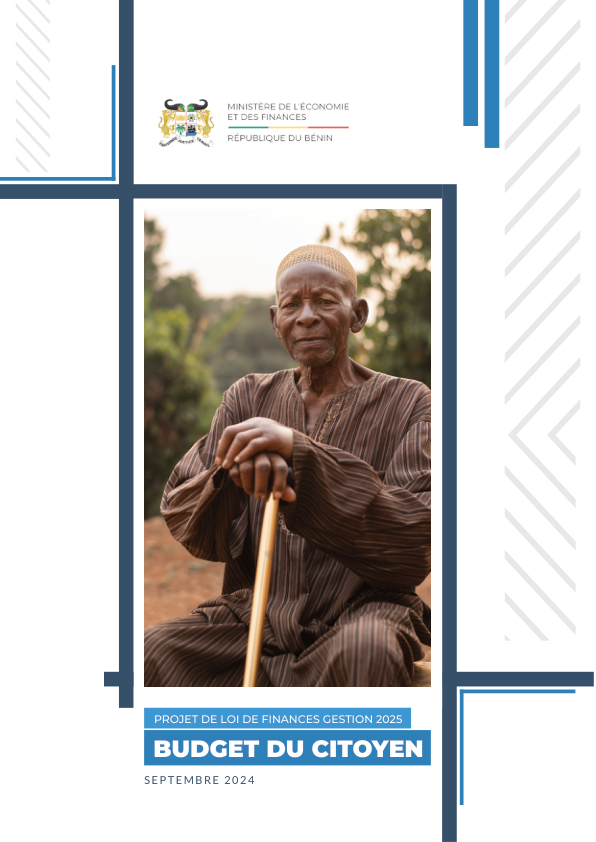 MINISTÈRE DE L'ÉCONOMIE
ET DES FINANCES
RÉPUBLIQUE DU BÉNIN
PROJET DE LOI DE FINANCES GESTION 2025
BUDGET DU CITOYEN
SEPTEMBRE 2024